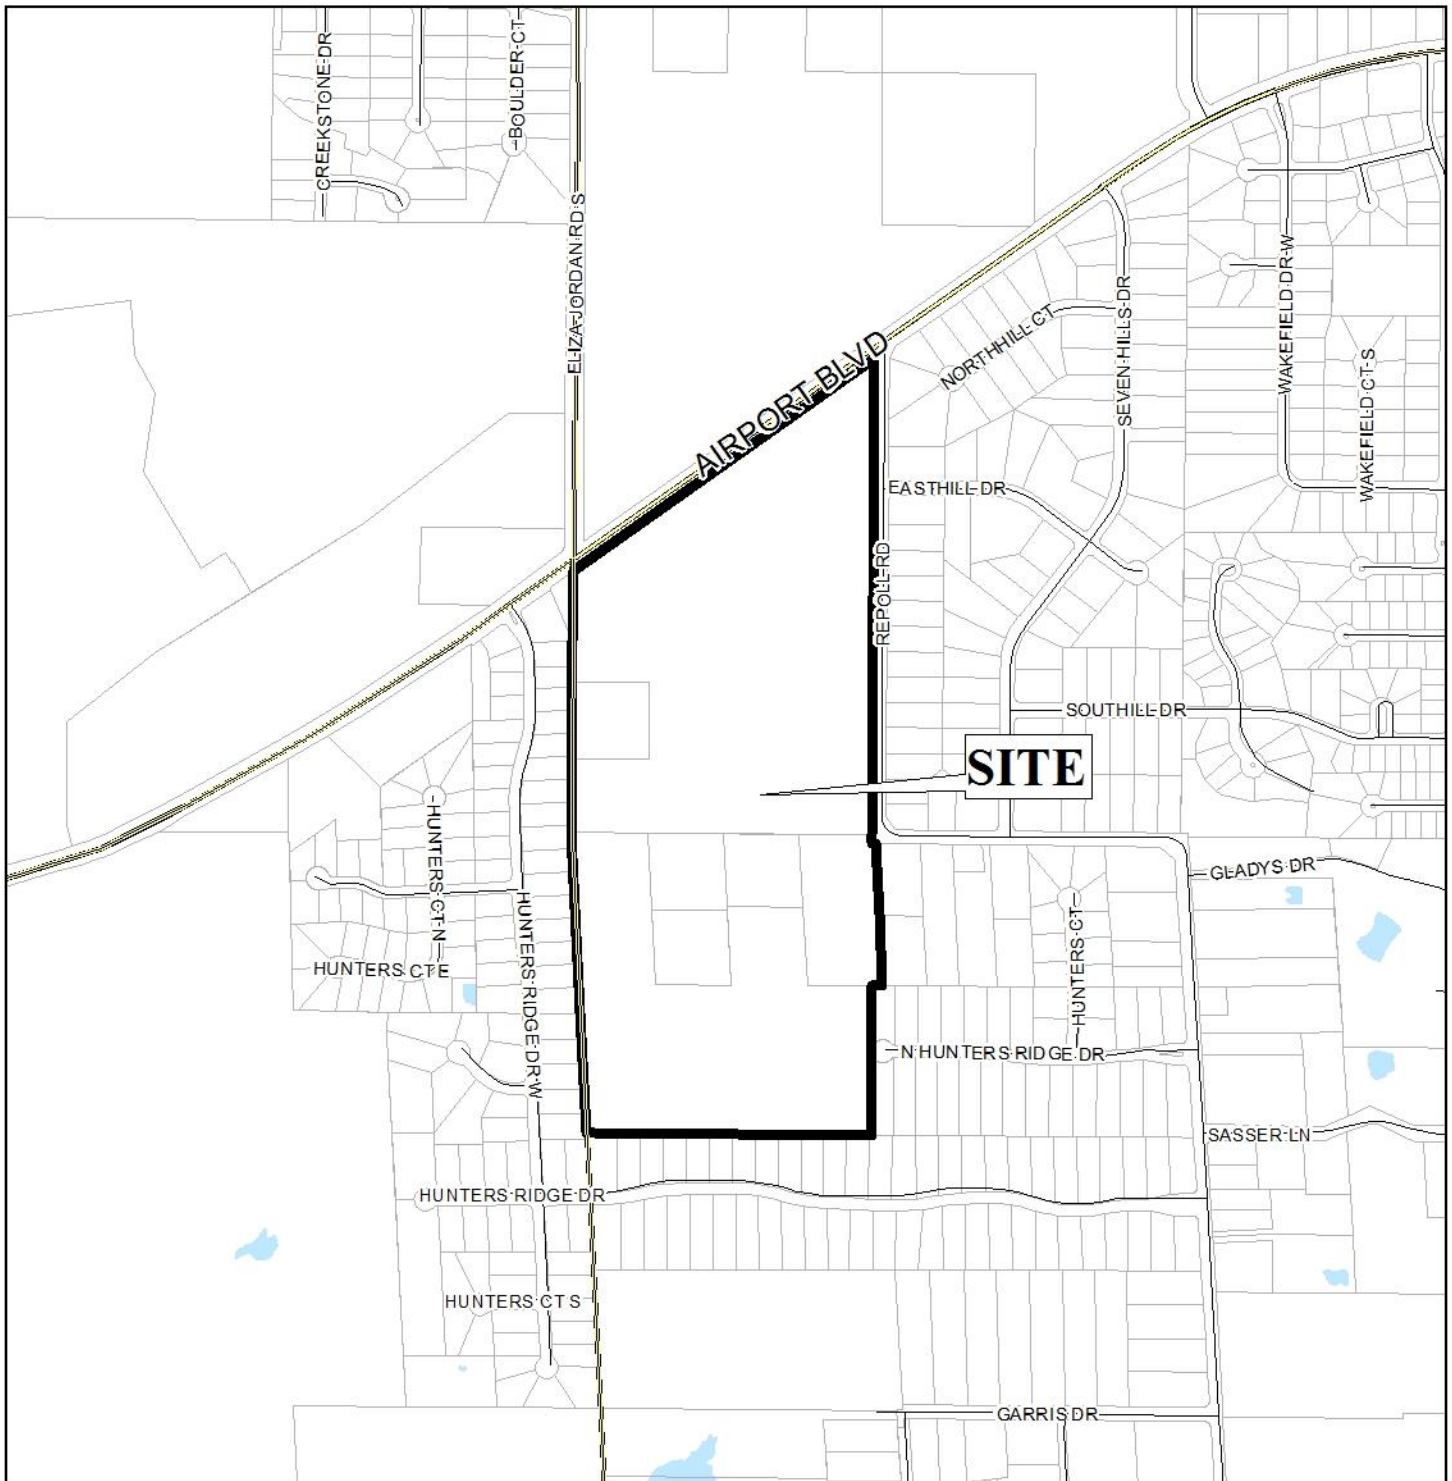 CREEKSTONE DR
BOULDER CT
ELIZA JORDAN RD S
AIRPORT BLVD
NORTHHILL CT
SEVEN HILLS DR
WAKEFIELD DR W
WAKEFIELD CT S
EASTHILL DR
REPOLL RD
SOUTHILL DR
SITE
HUNTERS CT N
GLADYS DR
HUNTERS CT E
HUNTERS RIDGE DR W
HUNTERS CT
N HUNTERS RIDGE DR
SASSER LN
HUNTERS RIDGE DR
HUNTERS CT S
GARRIS DR